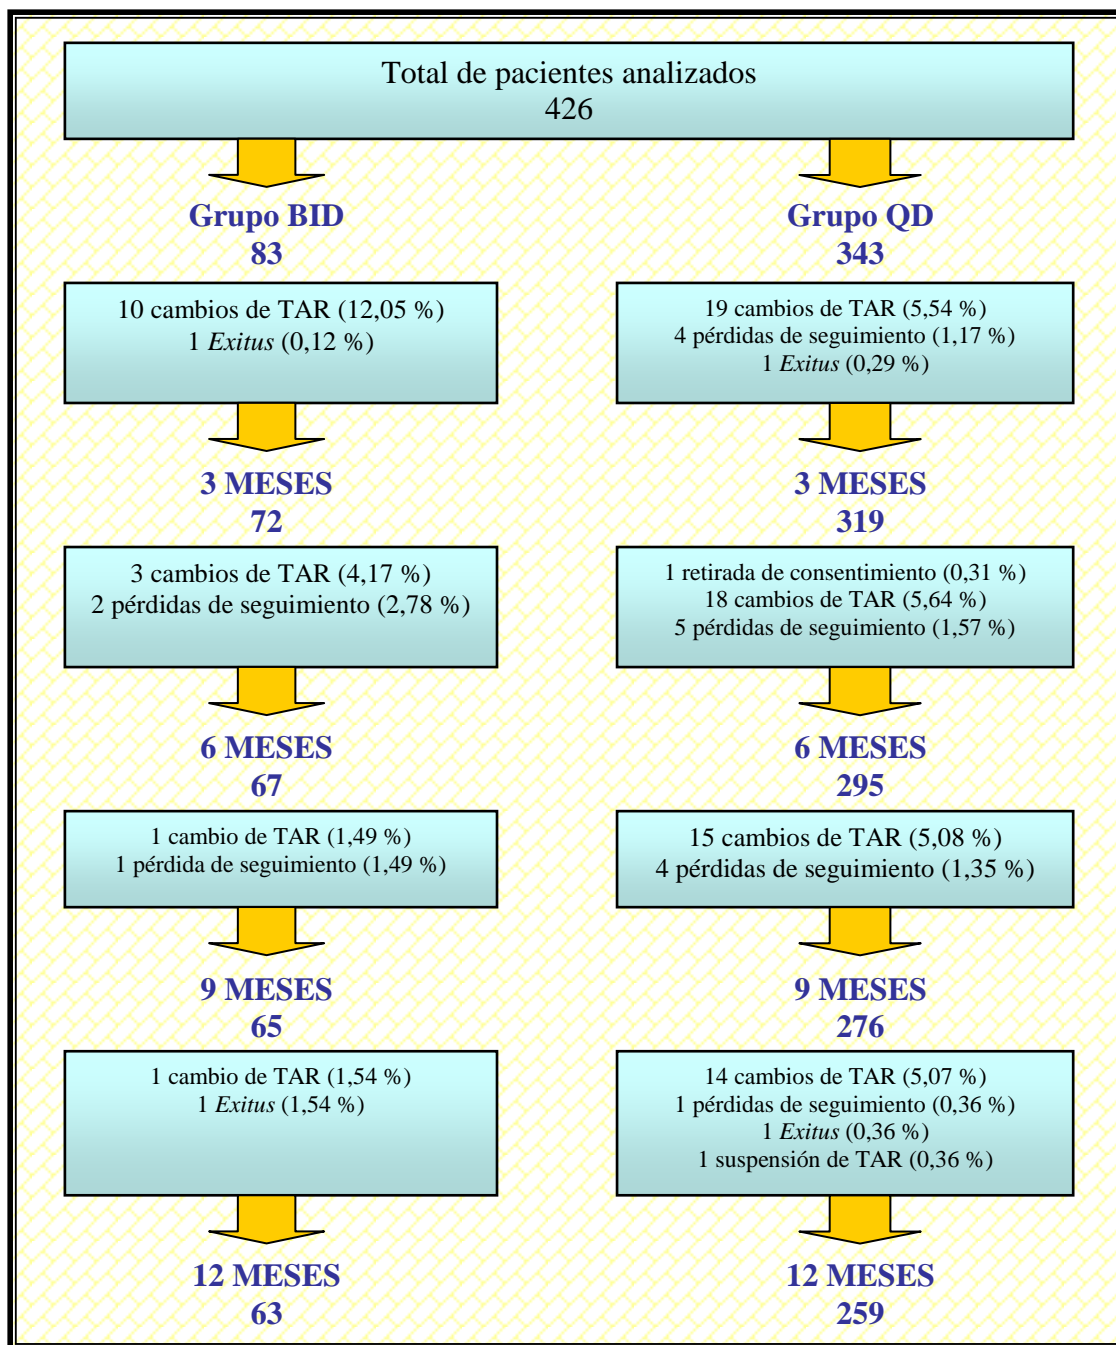 Total de pacientes analizados
426
Grupo BID
83
Grupo QD
343
10 cambios de TAR (12,05 %)
1 Exitus (0,12 %)
19 cambios de TAR (5,54 %)
4 pérdidas de seguimiento (1,17 %)
1 Exitus (0,29 %)
3 MESES
72
3 MESES
319
3 cambios de TAR (4,17 %)
2 pérdidas de seguimiento (2,78 %)
1 retirada de consentimiento (0,31 %)
18 cambios de TAR (5,64 %)
5 pérdidas de seguimiento (1,57 %)
6 MESES
67
6 MESES
295
1 cambio de TAR (1,49 %)
1 pérdida de seguimiento (1,49 %)
15 cambios de TAR (5,08 %)
4 pérdidas de seguimiento (1,35 %)
9 MESES
65
9 MESES
276
1 cambio de TAR (1,54 %)
1 Exitus (1,54 %)
14 cambios de TAR (5,07 %)
1 pérdidas de seguimiento (0,36 %)
1 Exitus (0,36 %)
1 suspensión de TAR (0,36 %)
12 MESES
63
12 MESES
259